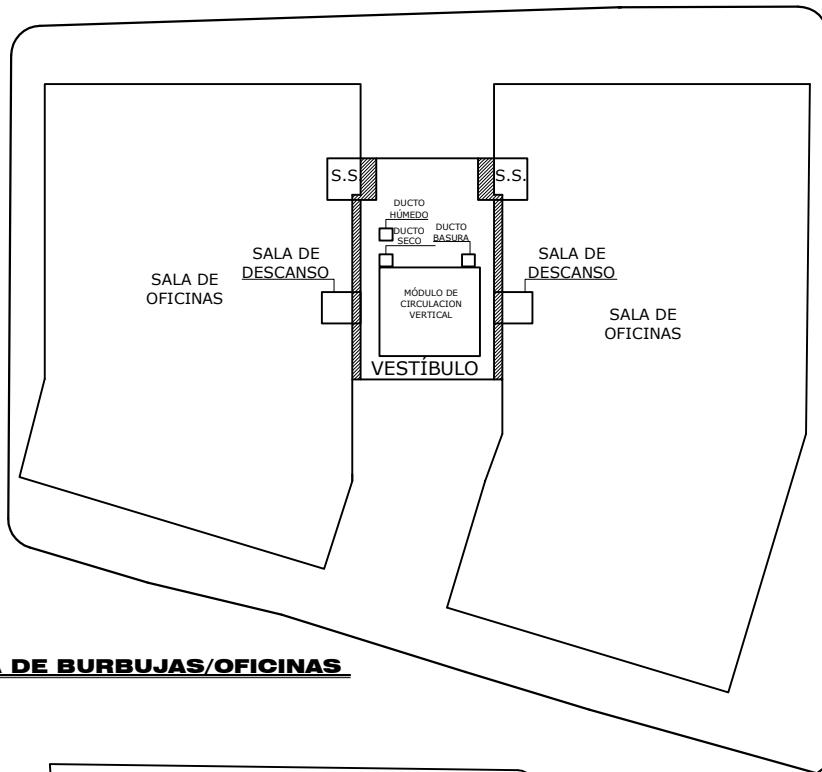 S.S
S.S.
DUCTO
HÚMEDO
DUCTO
SECO
DUCTO
BASURA
SALA DE
DESCANSO
SALA DE
DESCANSO
SALA DE
OFICINAS
MÓDULO DE
CIRCULACION
VERTICAL
SALA DE
OFICINAS
VESTÍBULO
DE BURBUJAS/OFICINAS